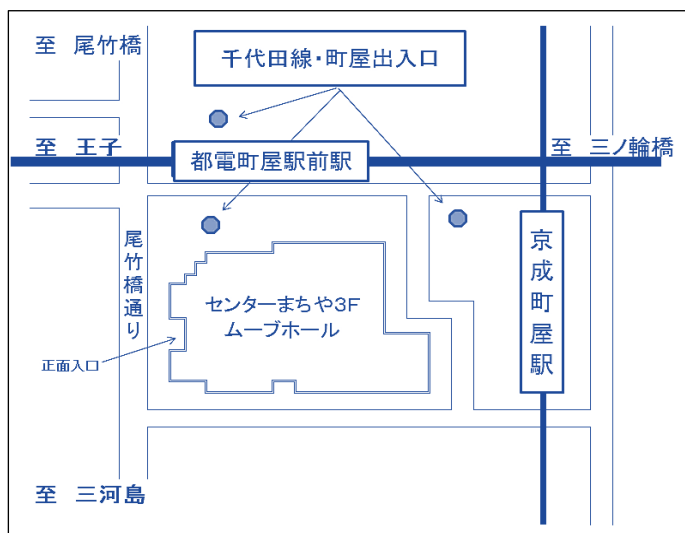 至　尾竹橋
千代田線・町屋出入口
至　王子
都電町屋駅前駅
至　三ノ輪橋
尾竹橋通り
京成町屋駅
センターまちや3F
ムーブホール
正面入口
至　三河島